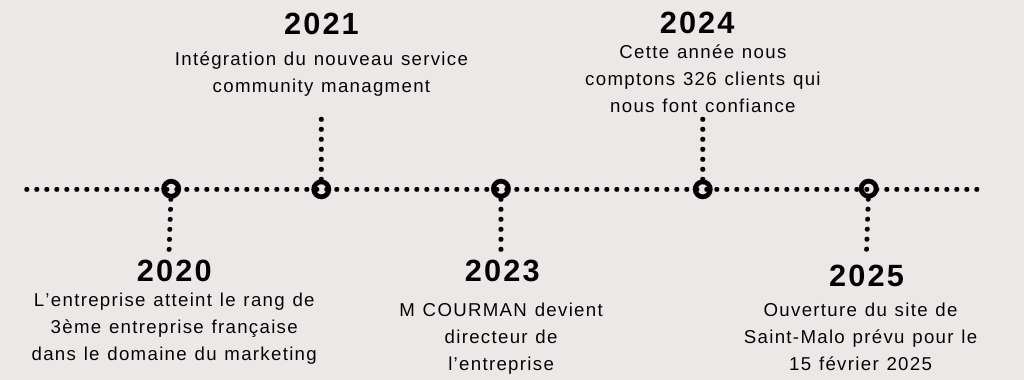 2021
Intégration du nouveau service
community managment
2024
Cette année nous
comptons 326 clients qui
nous font confiance
2020
L’entreprise atteint le rang de
3ème entreprise française
dans le domaine du marketing
2023
M COURMAN devient
directeur de
l’entreprise
2025
Ouverture du site de
Saint-Malo prévu pour le
15 février 2025